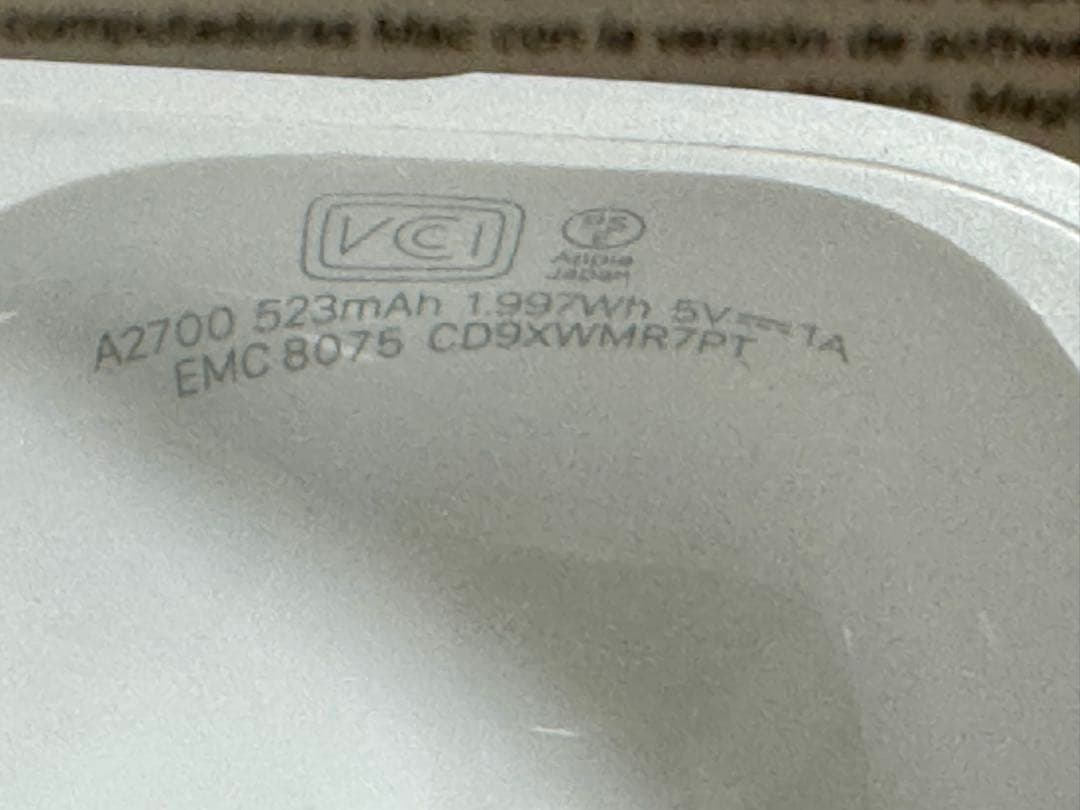 computadoras Mac con la versión de softwa
Magi
VCI
PS
E
Apple
Japan
A2700 523mAh 1.997Wh 5V⎓1A
EMC 8075 CD9XWMR7PT